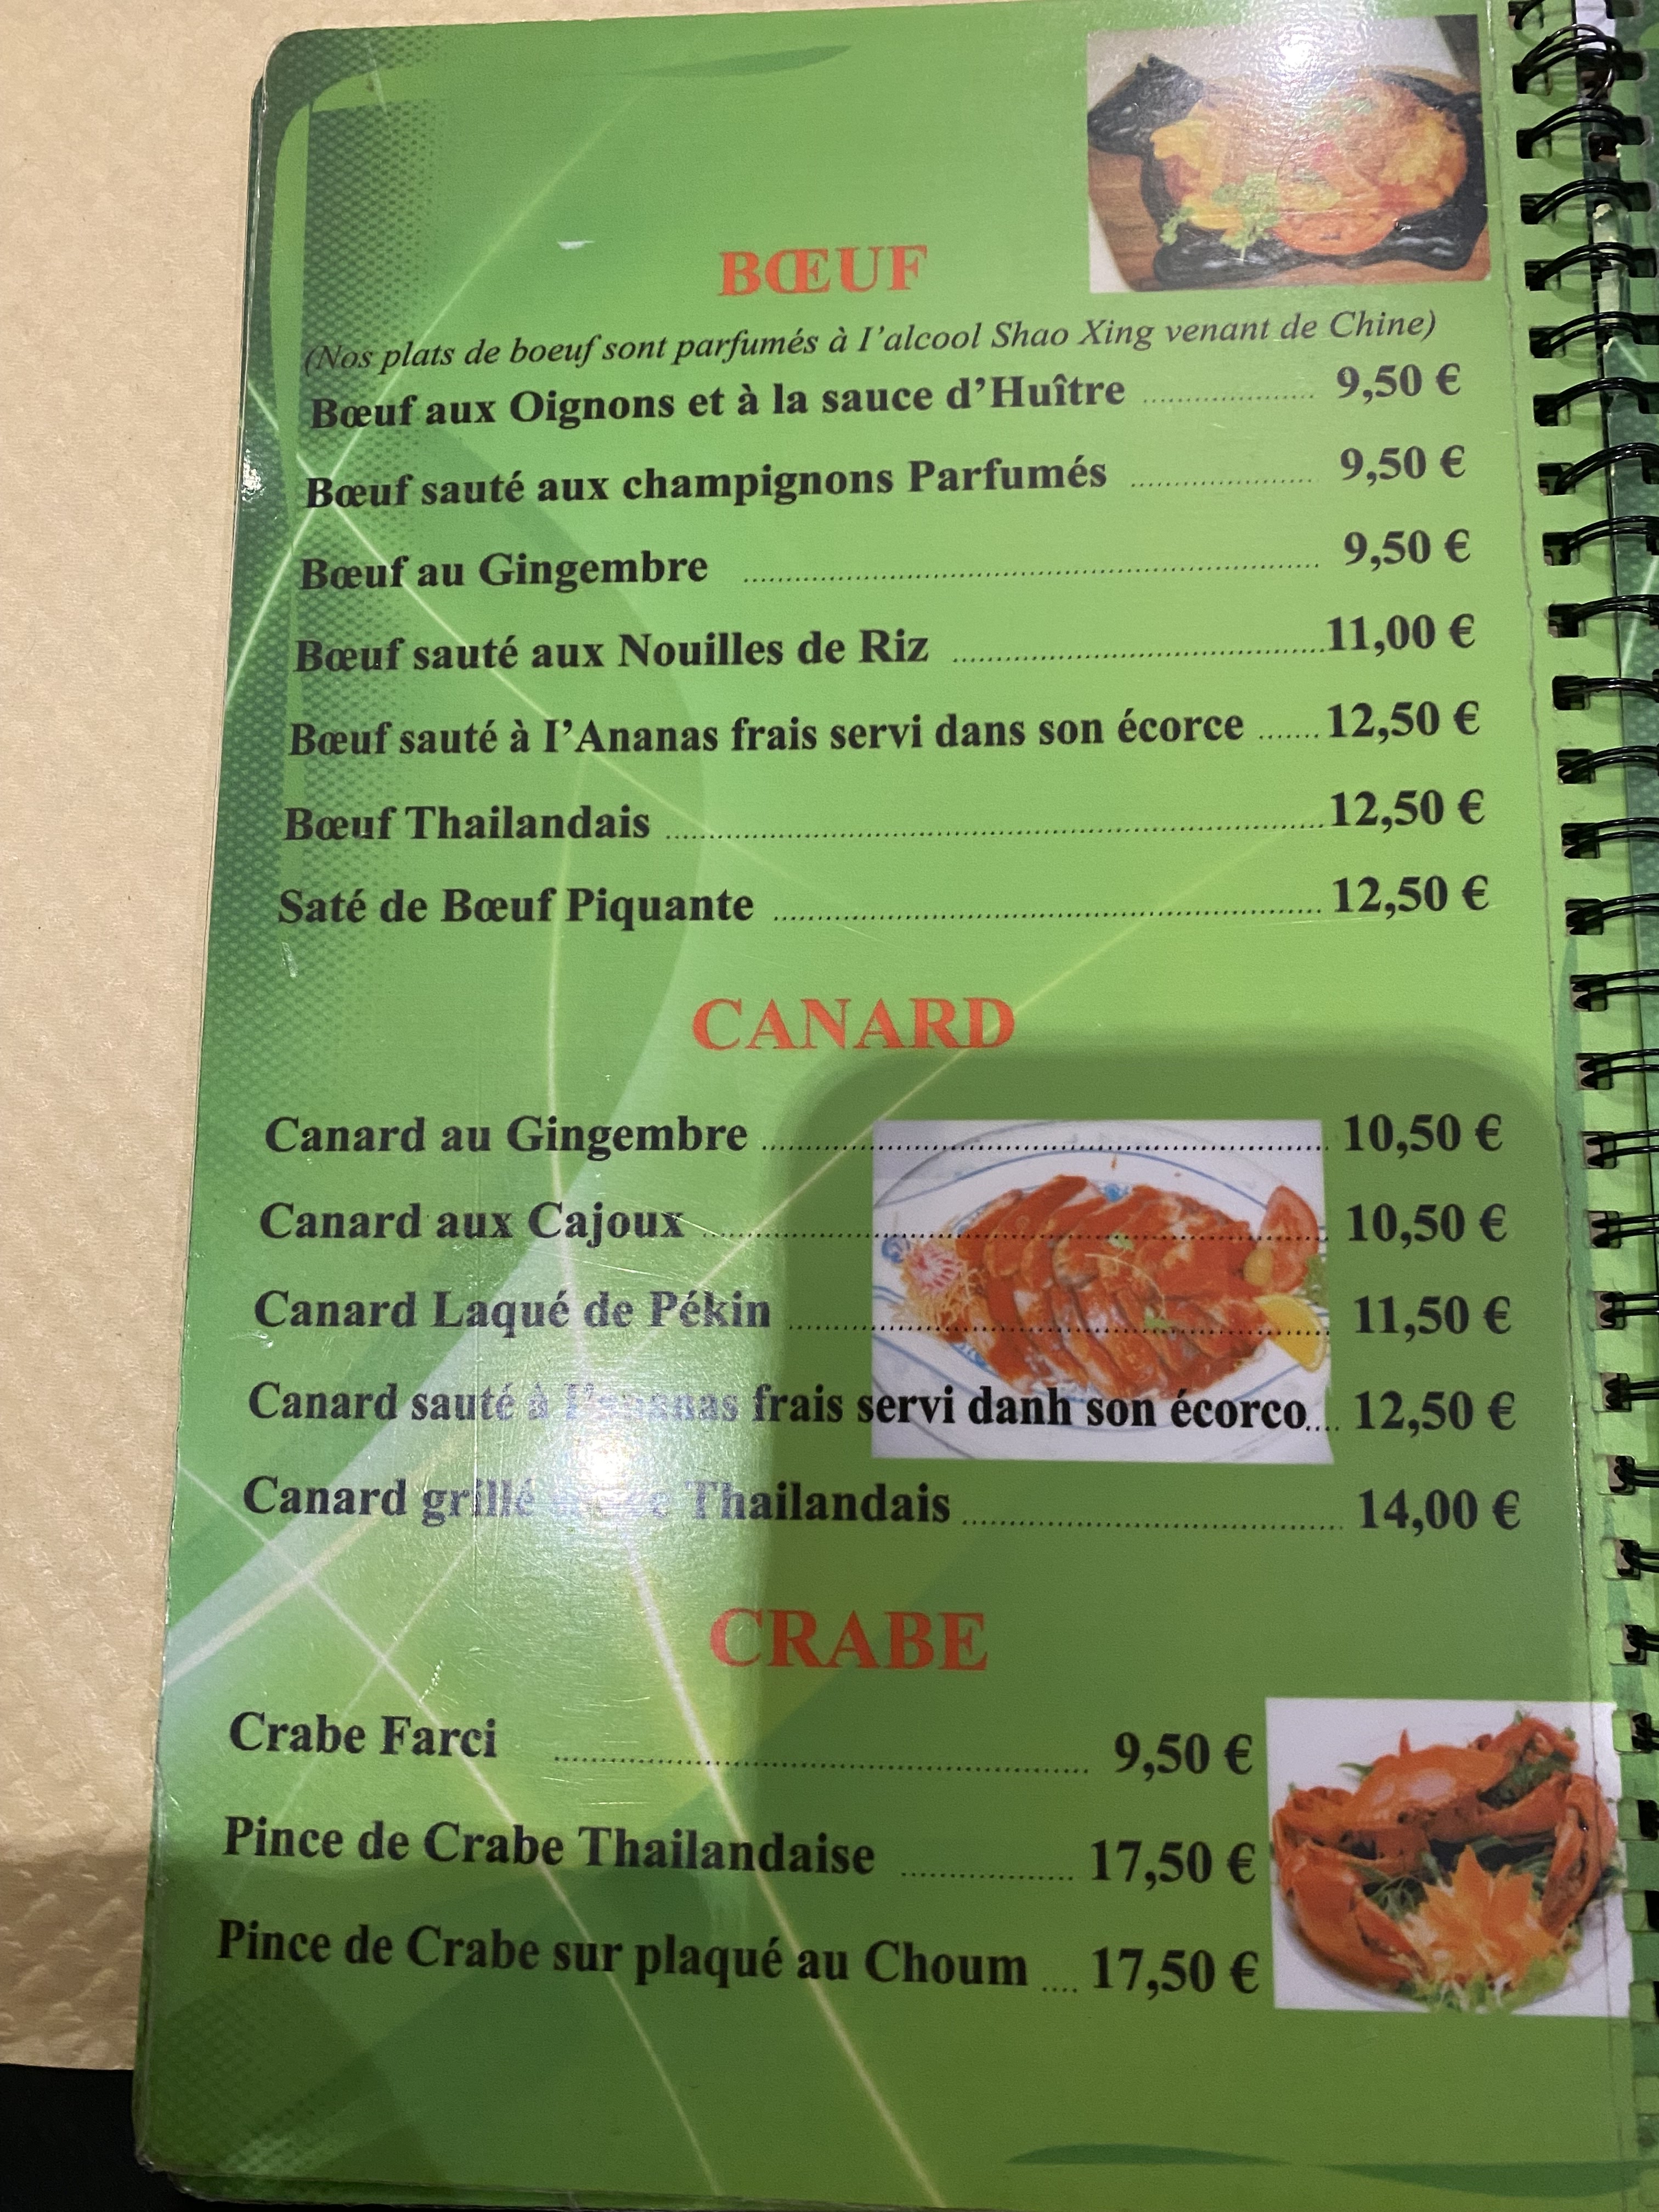 BŒUF
(Nos plats de boeuf sont parfumés à I'alcool Shao Xing venant de Chine)
Bœuf aux Oignons et à la sauce d'Huître .................... 9,50 €
Bœuf sauté aux champignons Parfumés .................... 9,50 €
Bœuf au Gingembre .................... 9,50 €
Bœuf sauté aux Nouilles de Riz .................... 11,00 €
Bœuf sauté à I'Ananas frais servi dans son écorce ....... 12,50 €
Bœuf Thailandais .................... 12,50 €
Saté de Bœuf Piquante .................... 12,50 €
CANARD
Canard au Gingembre .................... 10,50 €
Canard aux Cajoux .................... 10,50 €
Canard Laqué de Pékin .................... 11,50 €
Canard sauté à I'ananas frais servi danh son écorco.... 12,50 €
Canard grillé Thailandais .................... 14,00 €
CRABE
Crabe Farci .................... 9,50 €
Pince de Crabe Thailandaise .................... 17,50 €
Pince de Crabe sur plaqué au Choum .... 17,50 €